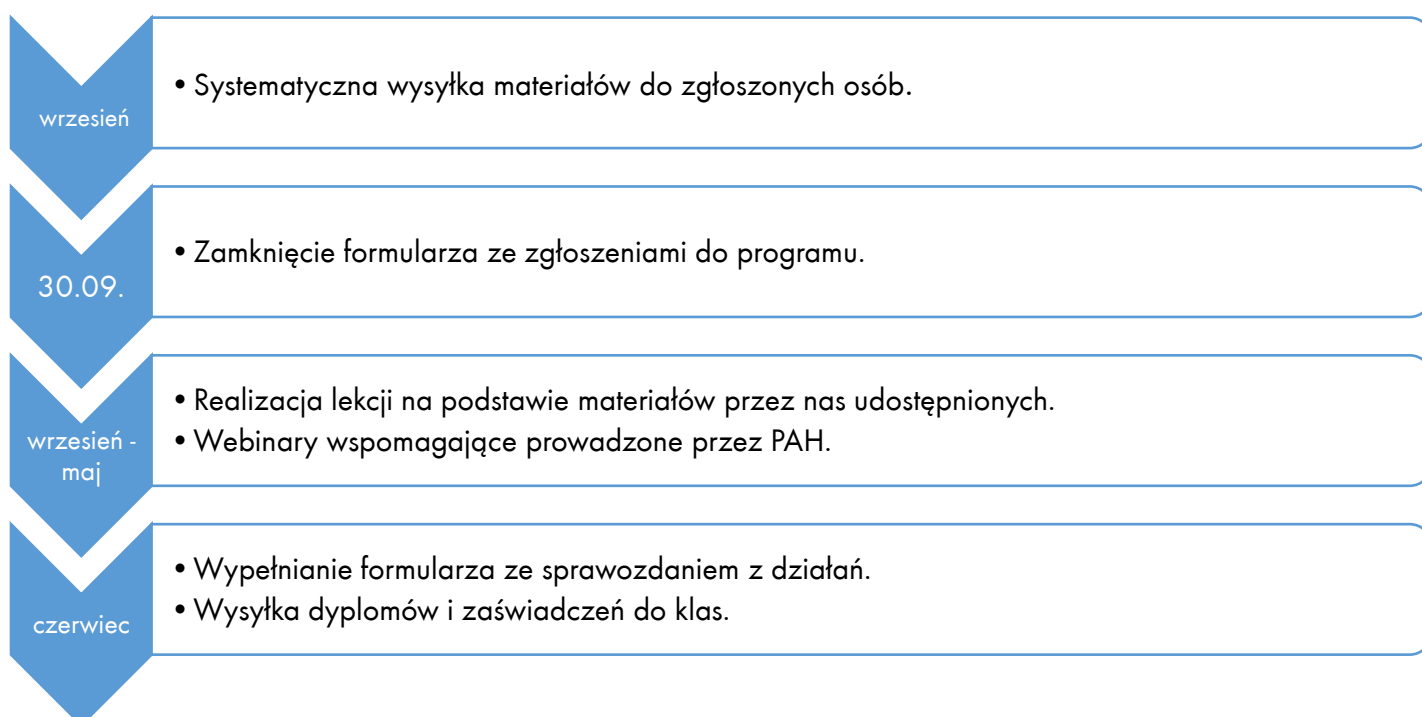 wrzesień
•Systematyczna wysyłka materiałów do zgłoszonych osób.
30.09.
•Zamknięcie formularza ze zgłoszeniami do programu.
wrzesień -
maj
•Realizacja lekcji na podstawie materiałów przez nas udostępnionych.
•Webinary wspomagające prowadzone przez PAH.
czerwiec
•Wypełnianie formularza ze sprawozdaniem z działań.
•Wysyłka dyplomów i zaświadczeń do klas.